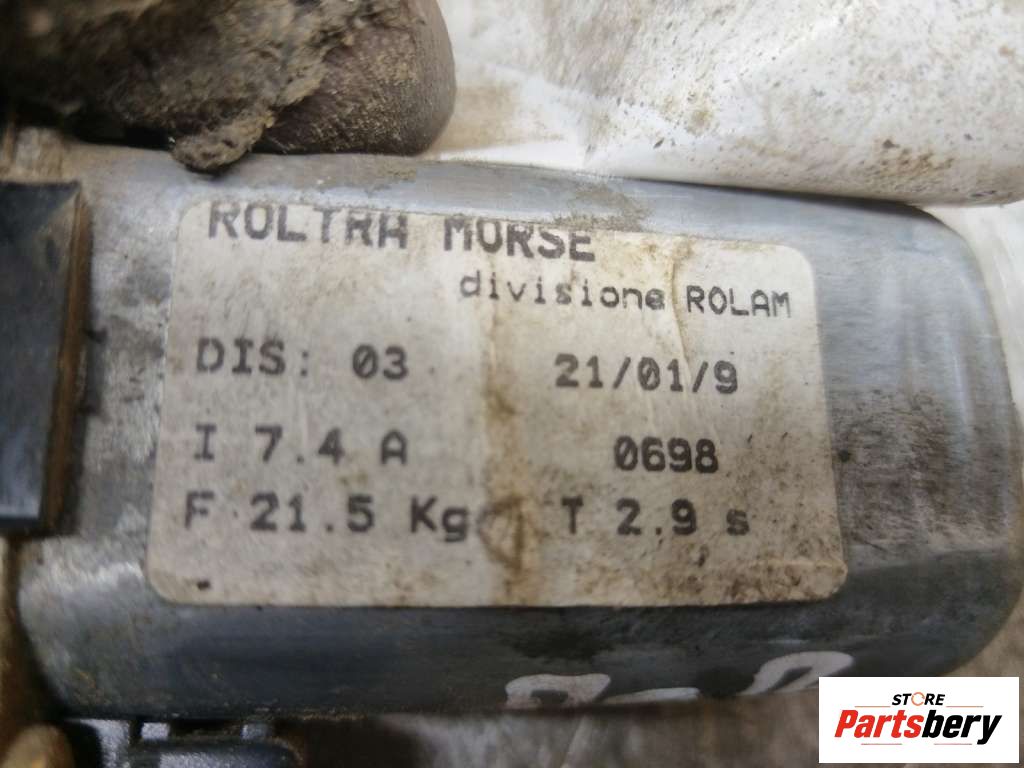 ROLTRA MORSE
divisione ROLAM
DIS: 03 21/01/9
I 7.4 A 0698
F 21.5 Kg T 2.9 s
STORE
Partsbery